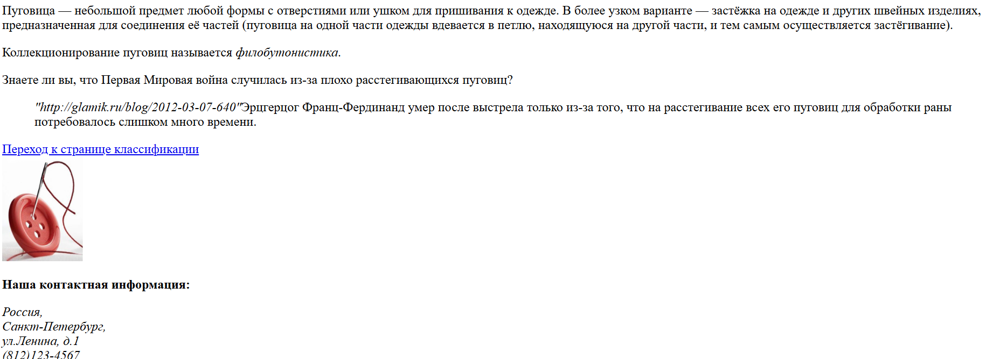 Пуговица — небольшой предмет любой формы с отверстиями или ушком для пришивания к одежде. В более узком варианте — застёжка на одежде и других швейных изделиях,
предназначенная для соединения её частей (пуговица на одной части одежды вдевается в петлю, находящуюся на другой части, и тем самым осуществляется застёгивание).
Коллекционирование пуговиц называется филобутонистика.
Знаете ли вы, что Первая Мировая война случилась из-за плохо расстегивающихся пуговиц?
"http://glamik.ru/blog/2012-03-07-640"Эрцгерцог Франц-Фердинанд умер после выстрела только из-за того, что на расстегивание всех его пуговиц для обработки раны
потребовалось слишком много времени.
Переход к странице классификации
Наша контактная информация:
Россия,
Санкт-Петербург,
ул.Ленина, д.1
(812)123-4567